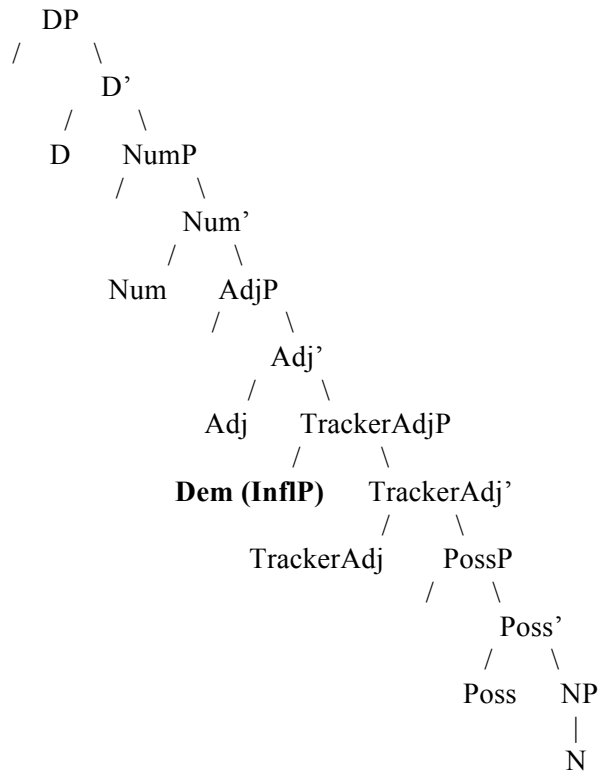 DP
D’
D NumP
Num’
Num AdjP
Adj’
Adj TrackerAdjP
Dem (InflP) TrackerAdj’
TrackerAdj PossP
Poss’
Poss NP
N